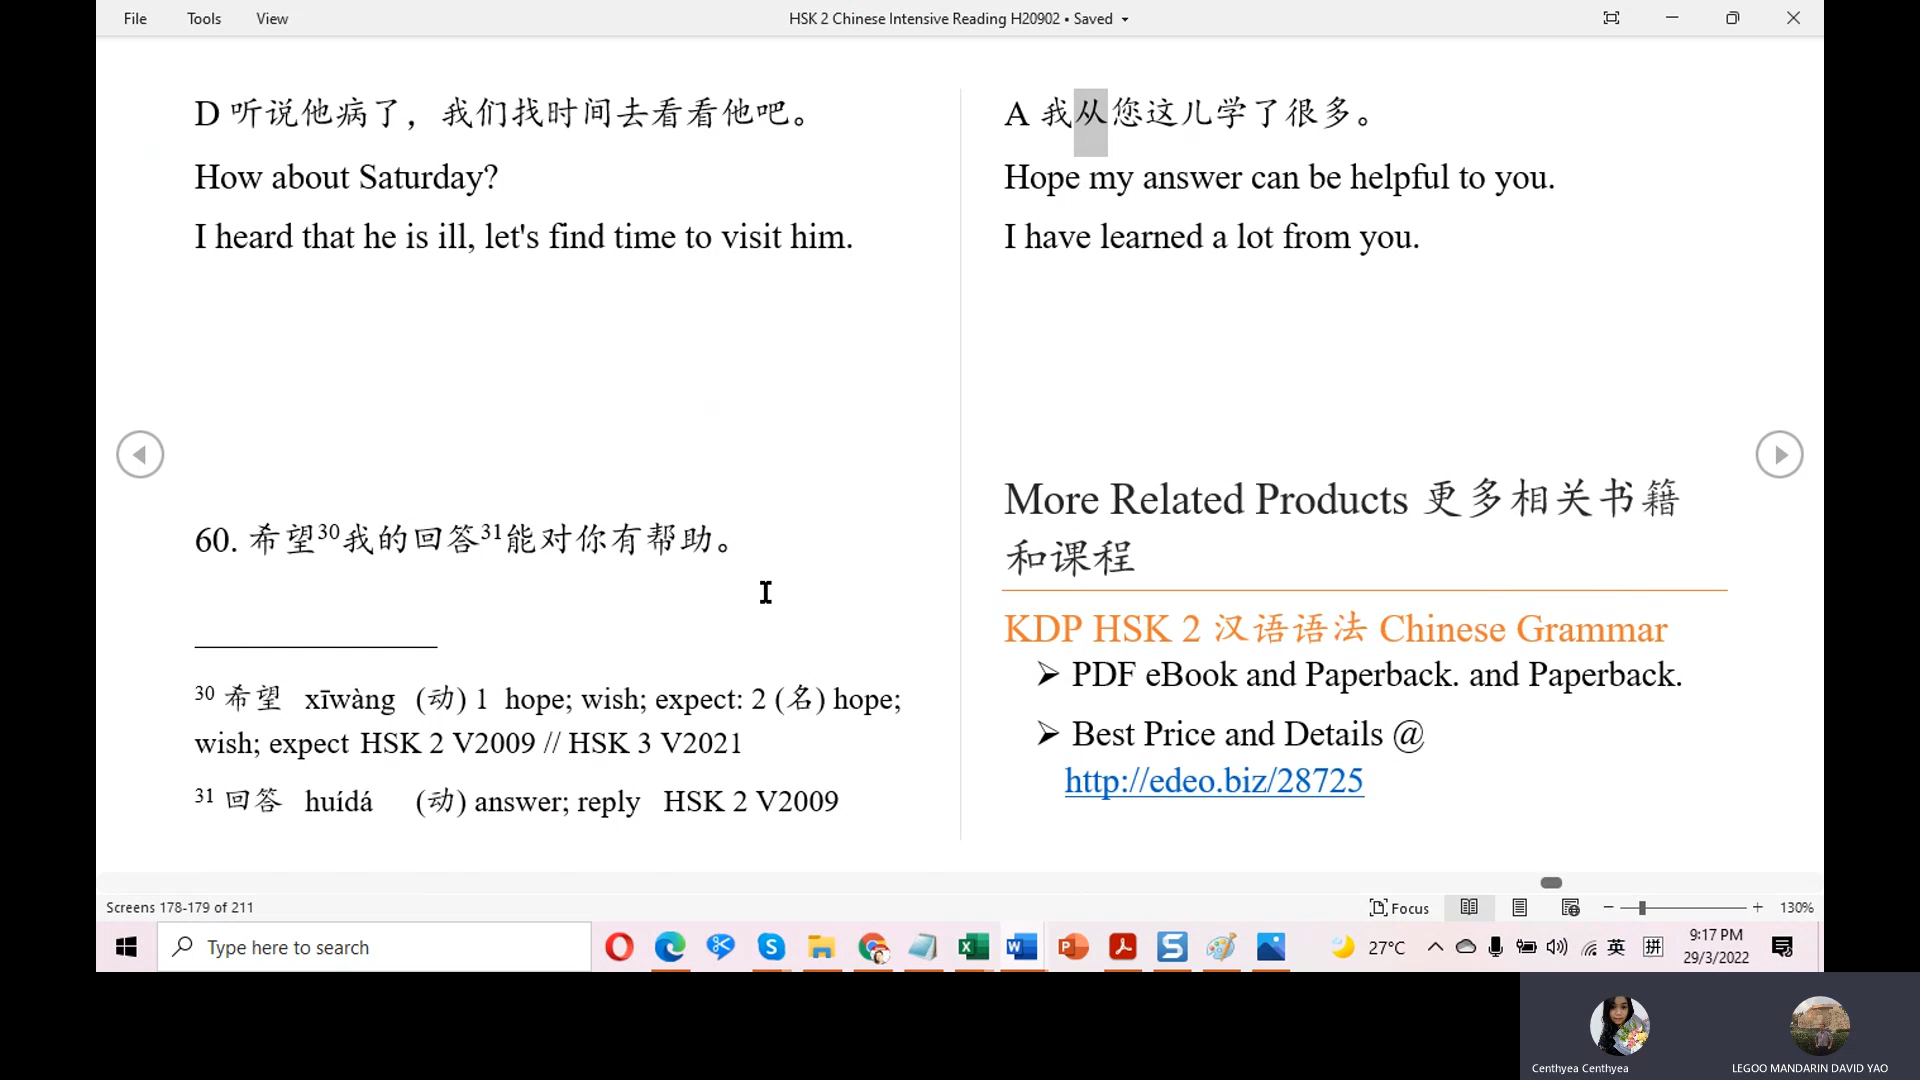 File Tools View HSK 2 Chinese Intensive Reading H20902 • Saved
D 听说他病了，我们找时间去看看他吧。
How about Saturday?
I heard that he is ill, let's find time to visit him.
60. 希望30我的回答31能对你有帮助。
30 希望 xīwàng (动) 1 hope; wish; expect: 2 (名) hope;
wish; expect HSK 2 V2009 // HSK 3 V2021
31 回答 huídá (动) answer; reply HSK 2 V2009
A 我从您这儿学了很多。
Hope my answer can be helpful to you.
I have learned a lot from you.
More Related Products 更多相关书籍
和课程
KDP HSK 2 汉语语法 Chinese Grammar
➢ PDF eBook and Paperback. and Paperback.
➢ Best Price and Details @
http://edeo.biz/28725
Screens 178-179 of 211 Focus 130%
Type here to search 27°C 英 拼 9:17 PM
29/3/2022
Centhyea Centhyea LEGOO MANDARIN DAVID YAO